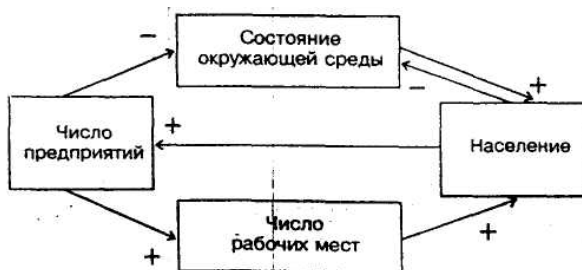 Состояние
окружающей среды
Число
предприятий
Население
Число
рабочих мест
−
+
−
+
+
+